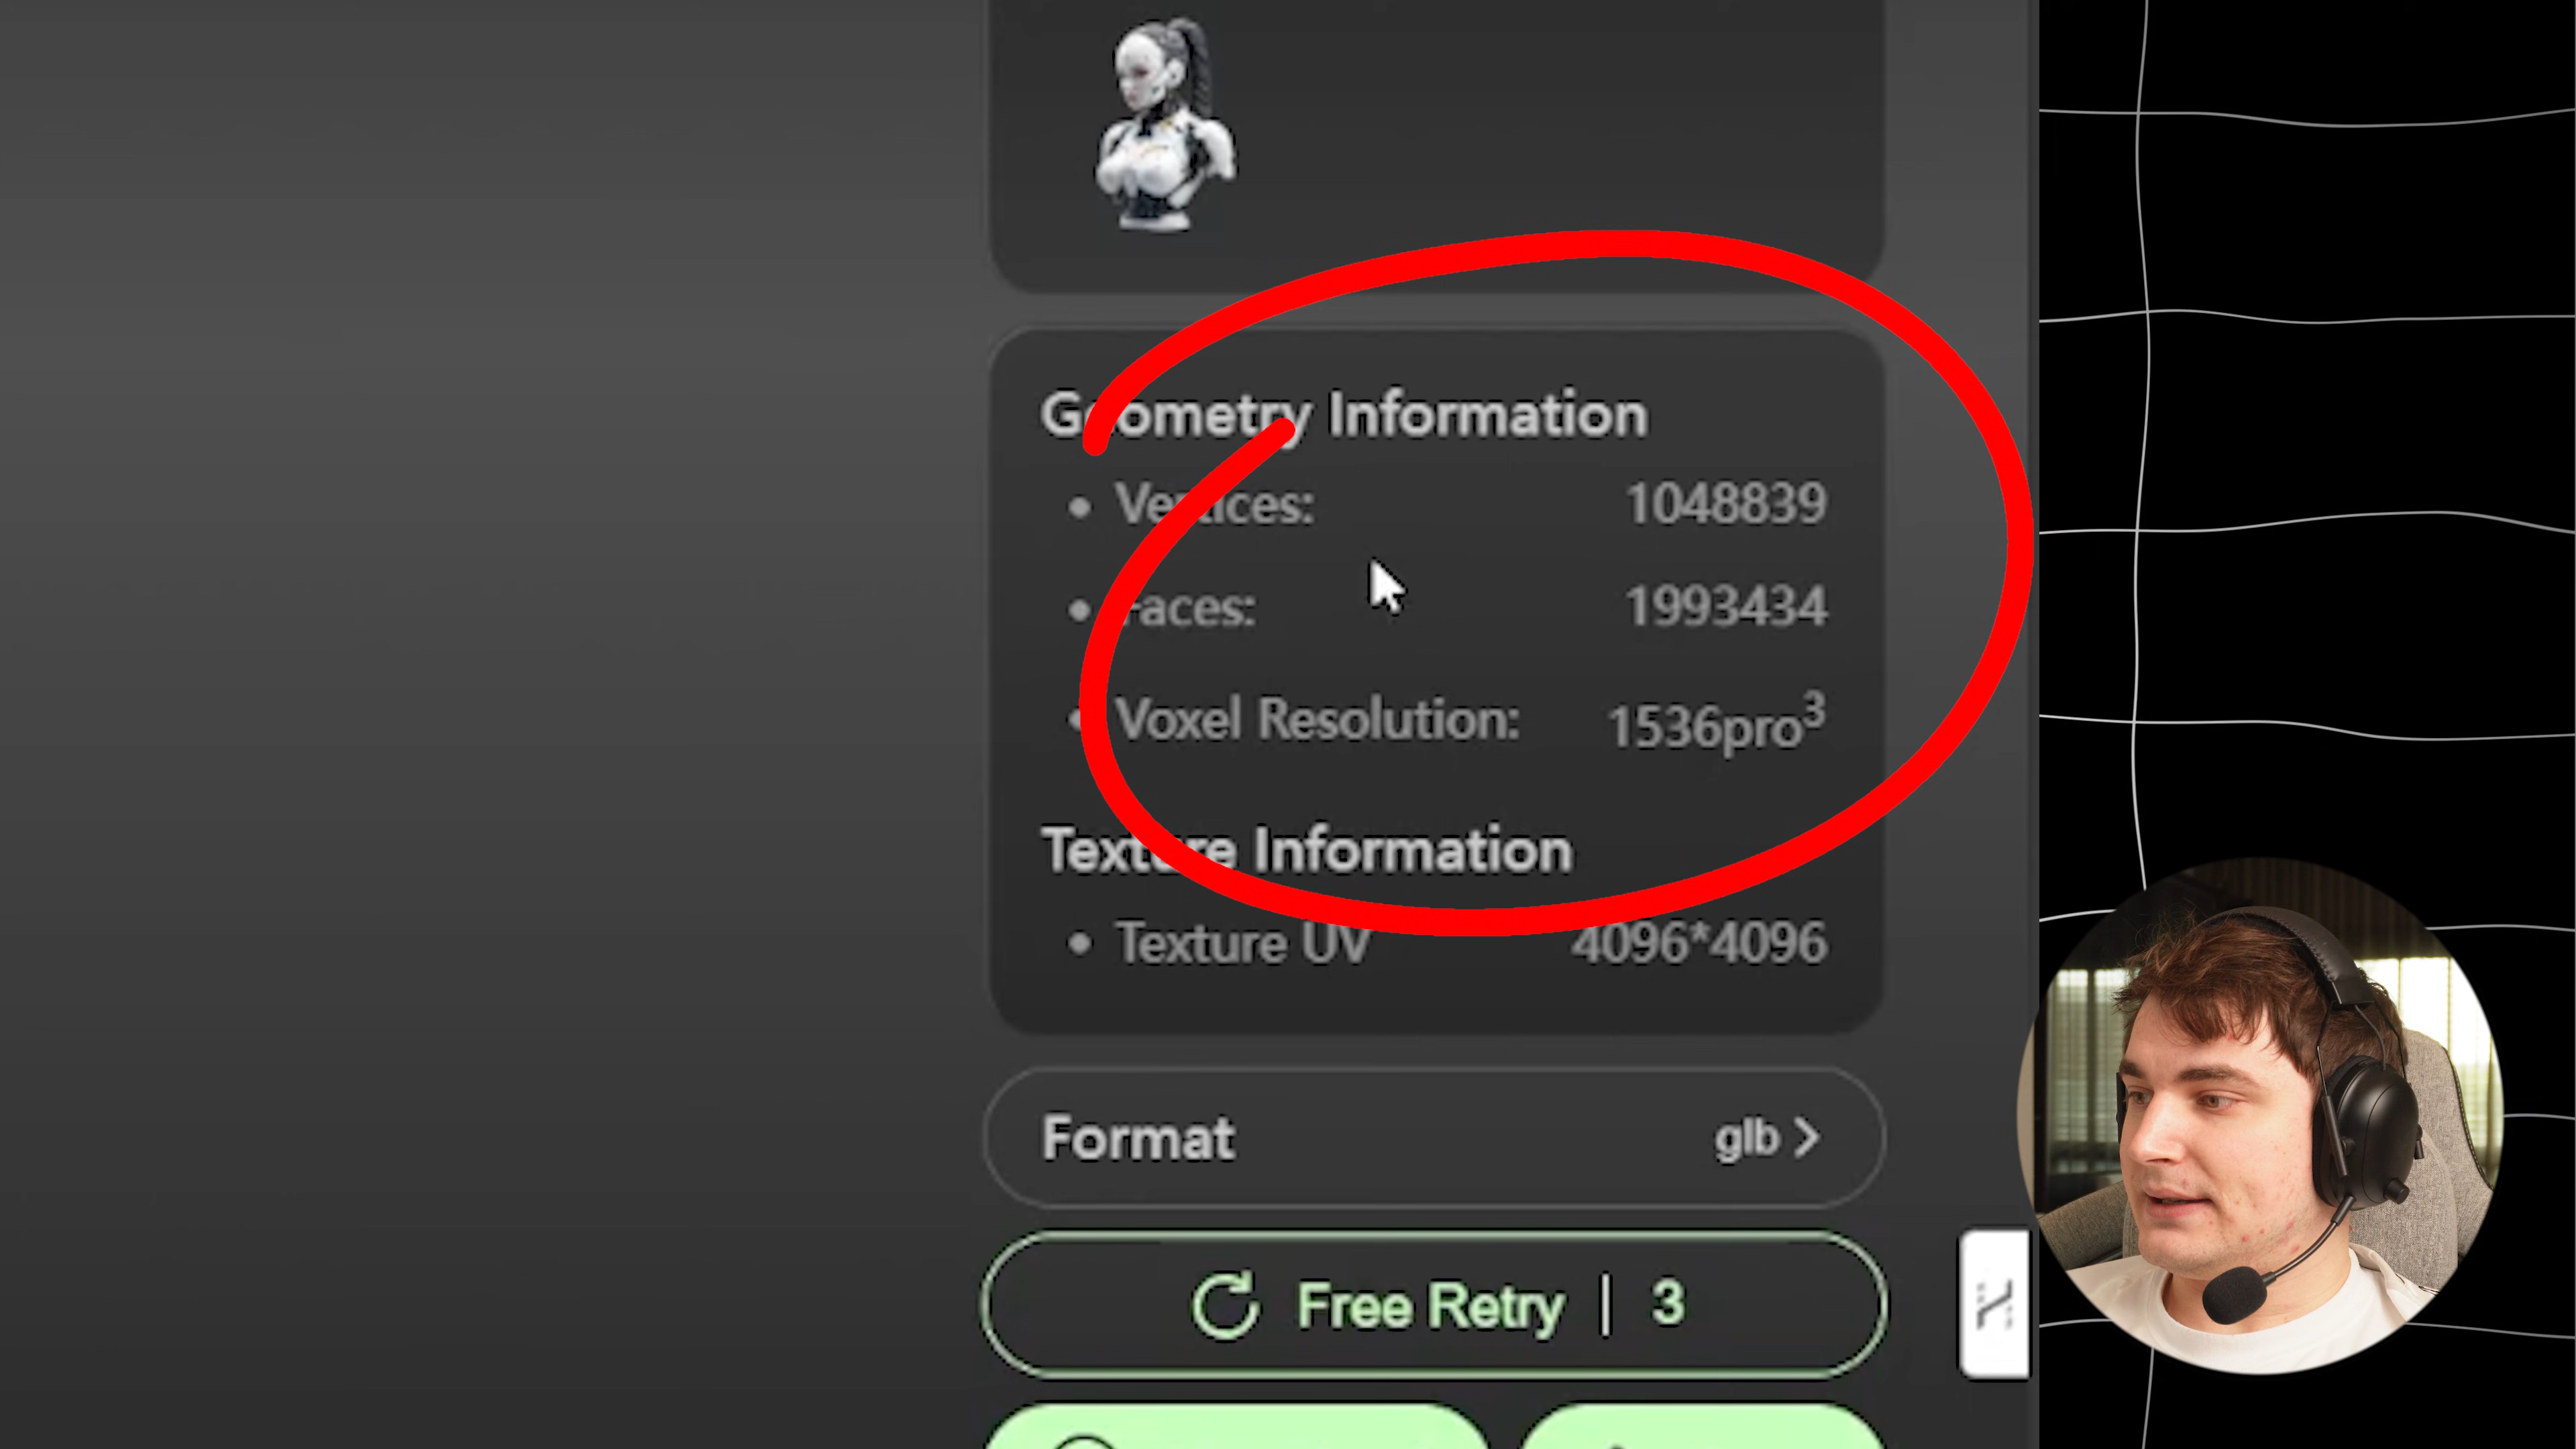 Geometry Information
• Vertices: 1048839
• Faces: 1993434
• Voxel Resolution: 1536pro³
Texture Information
• Texture UV 4096*4096
Format glb >
Free Retry | 3